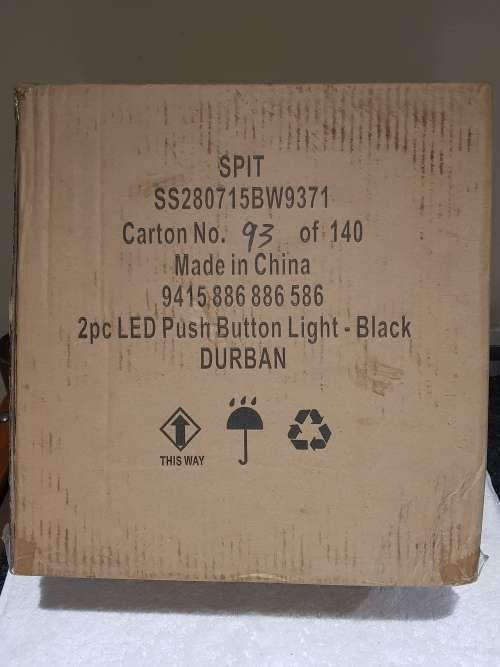 SPIT
SS280715BW9371
Carton No. 93 of 140
Made in China
9415 886 886 586
2pc LED Push Button Light - Black
DURBAN
THIS WAY